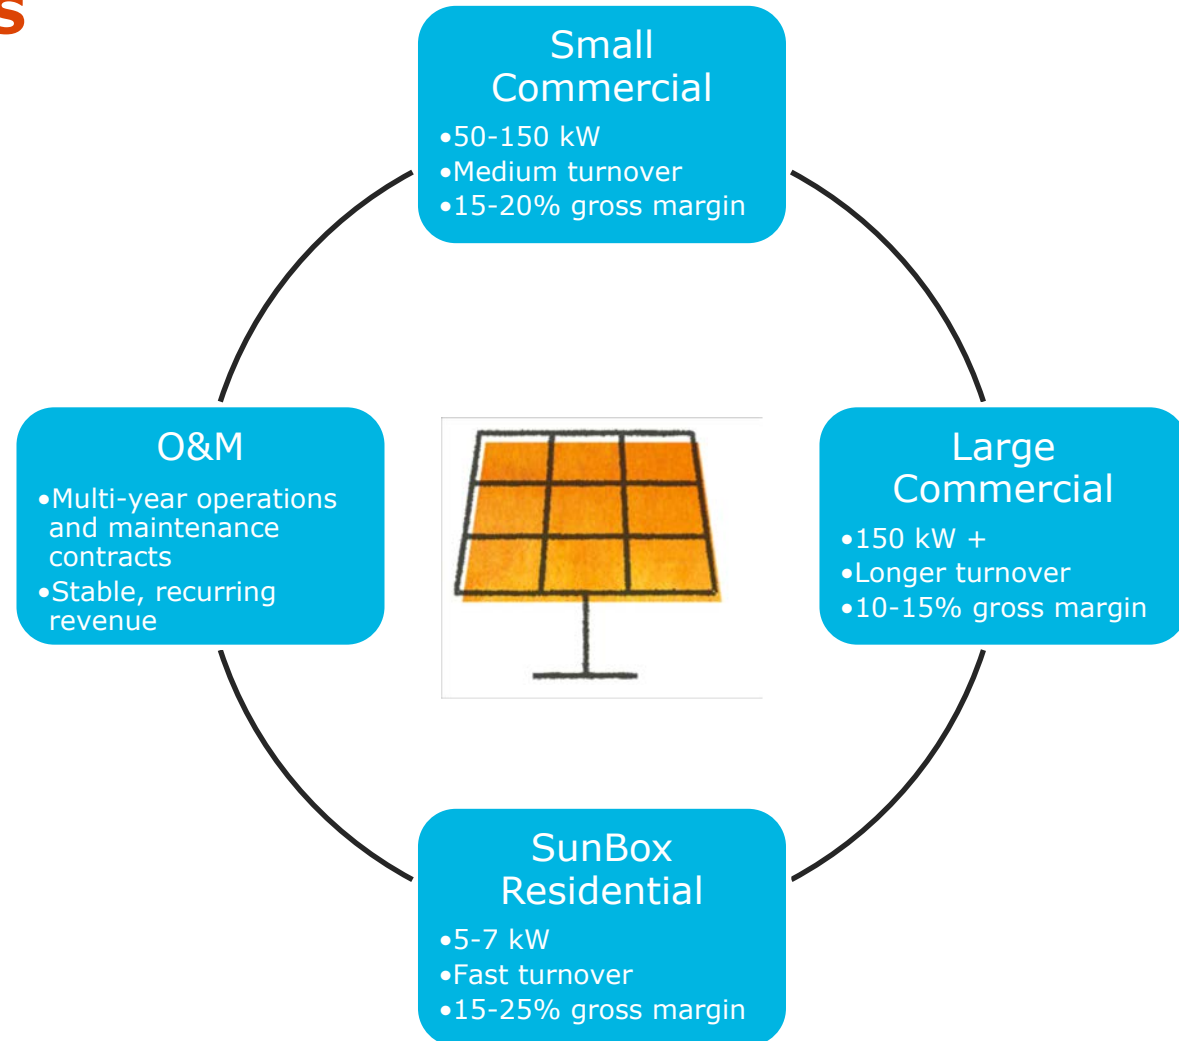 s
Small
Commercial
•50-150 kW
•Medium turnover
•15-20% gross margin
O&M
•Multi-year operations
and maintenance
contracts
•Stable, recurring
revenue
Large
Commercial
•150 kW +
•Longer turnover
•10-15% gross margin
SunBox
Residential
•5-7 kW
•Fast turnover
•15-25% gross margin